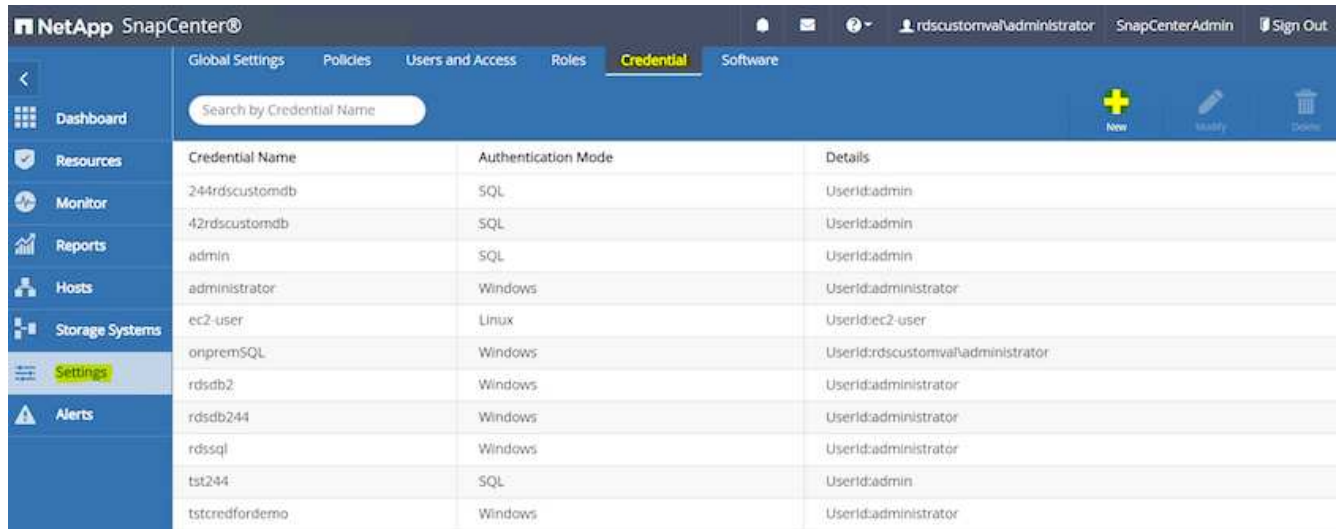 NetApp SnapCenter®
rdscustomval\administrator SnapCenterAdmin Sign Out
Global Settings Policies Users and Access Roles Credential Software
Search by Credential Name
New Modify Delete
Dashboard
Resources
Monitor
Reports
Hosts
Storage Systems
Settings
Alerts
Credential Name Authentication Mode Details
244rdscustomdb SQL UserId:admin
42rdscustomdb SQL UserId:admin
admin SQL UserId:admin
administrator Windows UserId:administrator
ec2-user Linux UserId:ec2-user
onpremSQL Windows UserId:rdscustomval\administrator
rdsdb2 Windows UserId:administrator
rdsdb244 Windows UserId:administrator
rdssql Windows UserId:administrator
tst244 SQL UserId:admin
tstcredfordemo Windows UserId:administrator